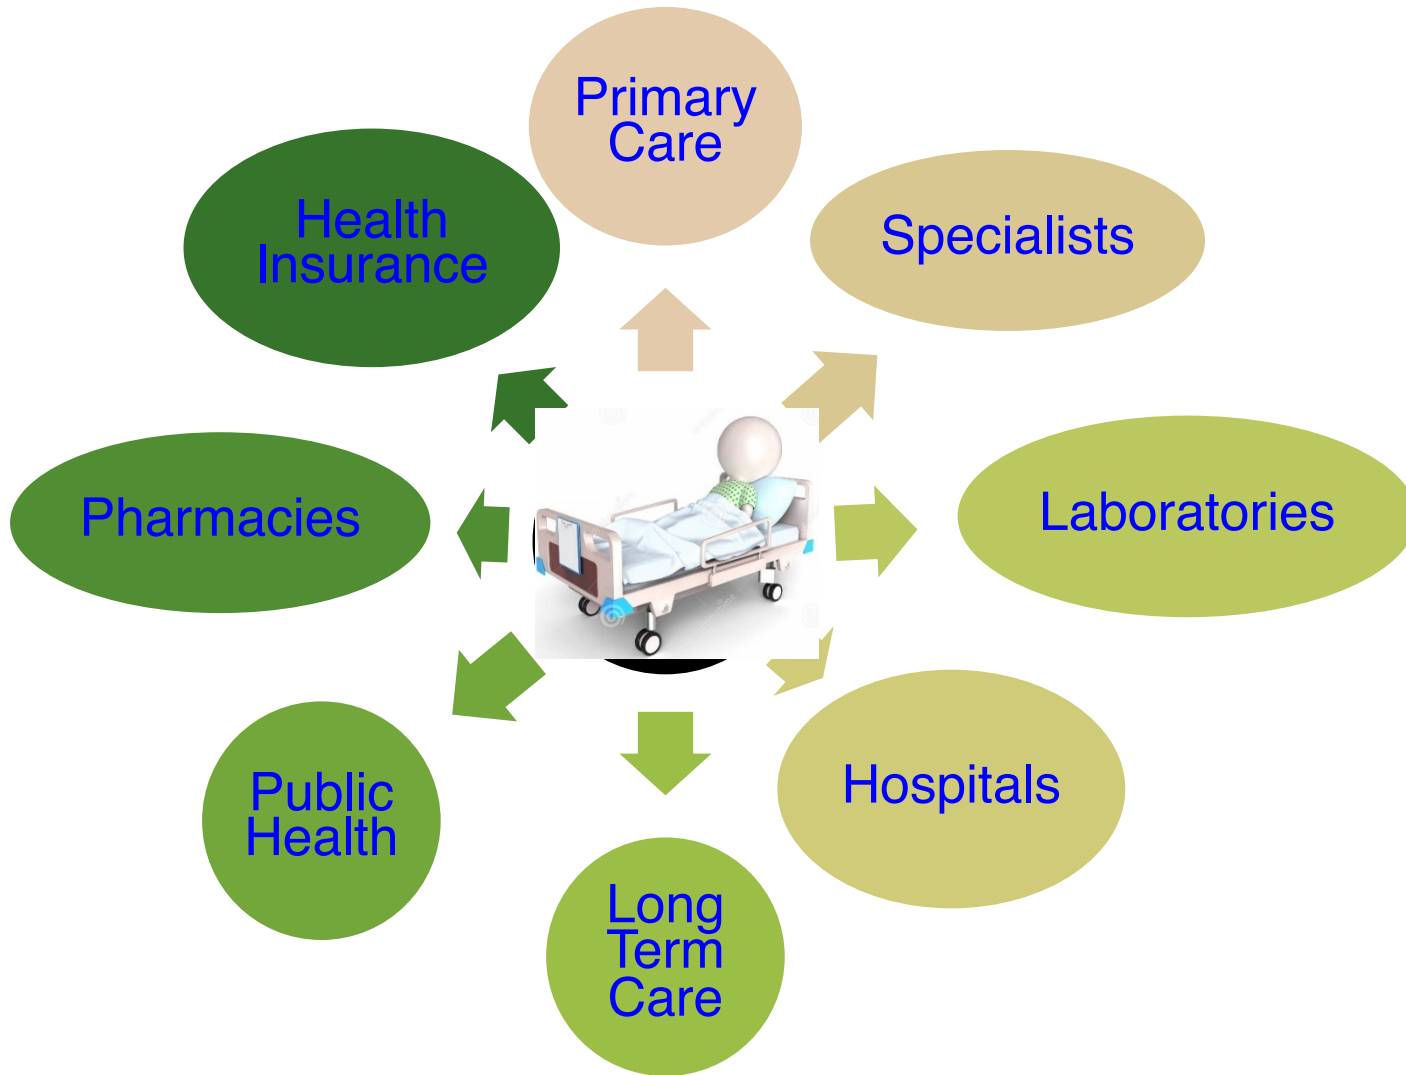 Primary
Care
Specialists
Laboratories
Hospitals
Long
Term
Care
Public
Health
Pharmacies
Health
Insurance